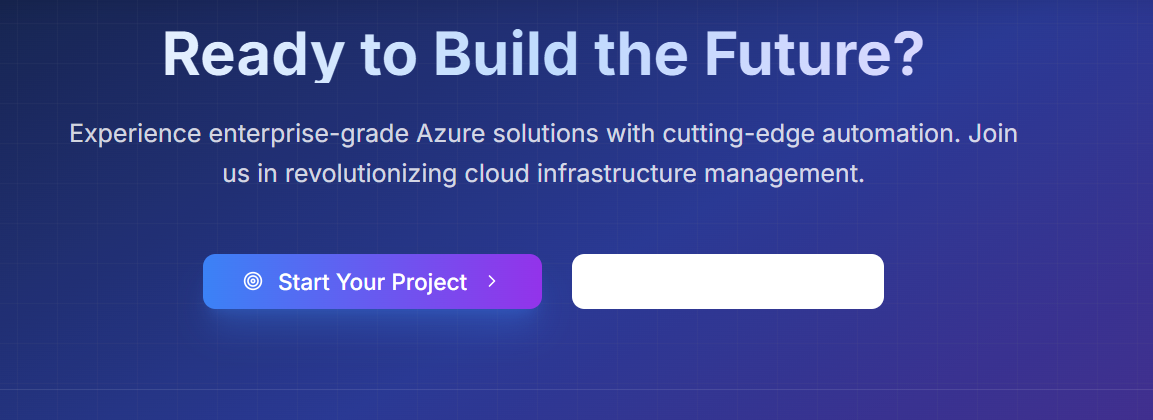 Ready to Build the Future?
Experience enterprise-grade Azure solutions with cutting-edge automation. Join
us in revolutionizing cloud infrastructure management.
Start Your Project